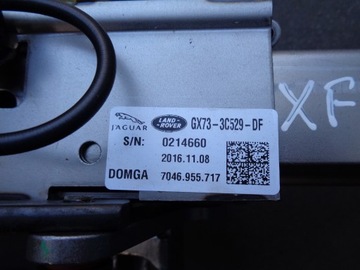 JAGUAR LAND ROVER GX73-3C529-DF
S/N: 0214660
2016.11.08
DOMGA 7046.955.717
XF